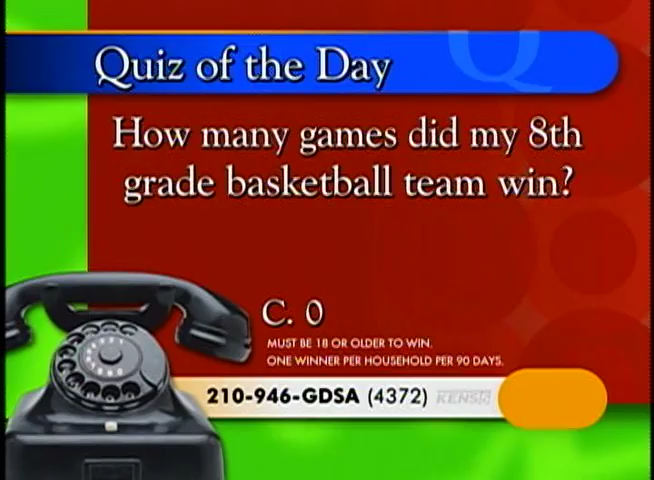 Quiz of the Day
How many games did my 8th
grade basketball team win?
C. 0
MUST BE 18 OR OLDER TO WIN.
ONE WINNER PER HOUSEHOLD PER 90 DAYS.
210-946-GDSA (4372) KENS